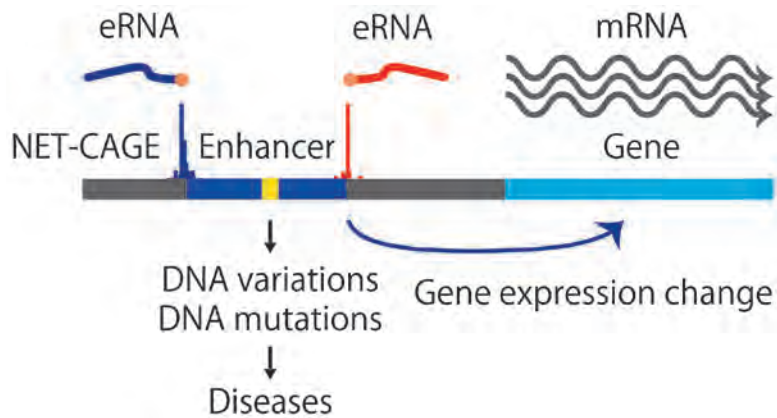 eRNA
eRNA
mRNA
NET-CAGE
Enhancer
Gene
DNA variations
DNA mutations
Gene expression change
Diseases